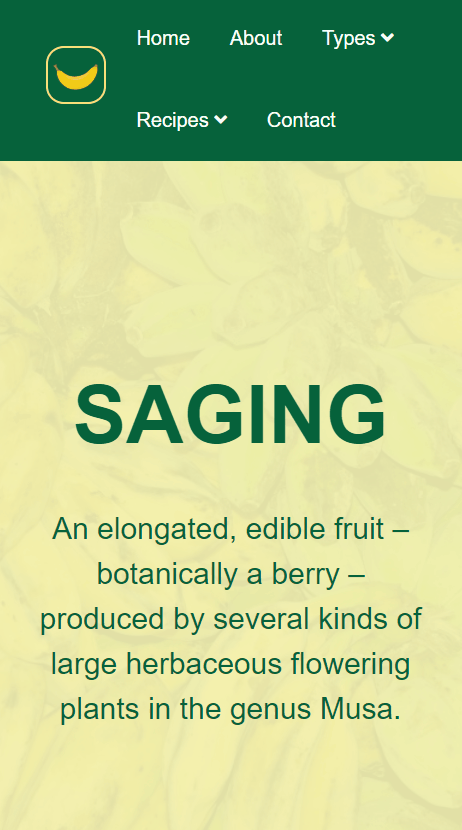 Home About Types
Recipes Contact
SAGING
An elongated, edible fruit –
botanically a berry –
produced by several kinds of
large herbaceous flowering
plants in the genus Musa.